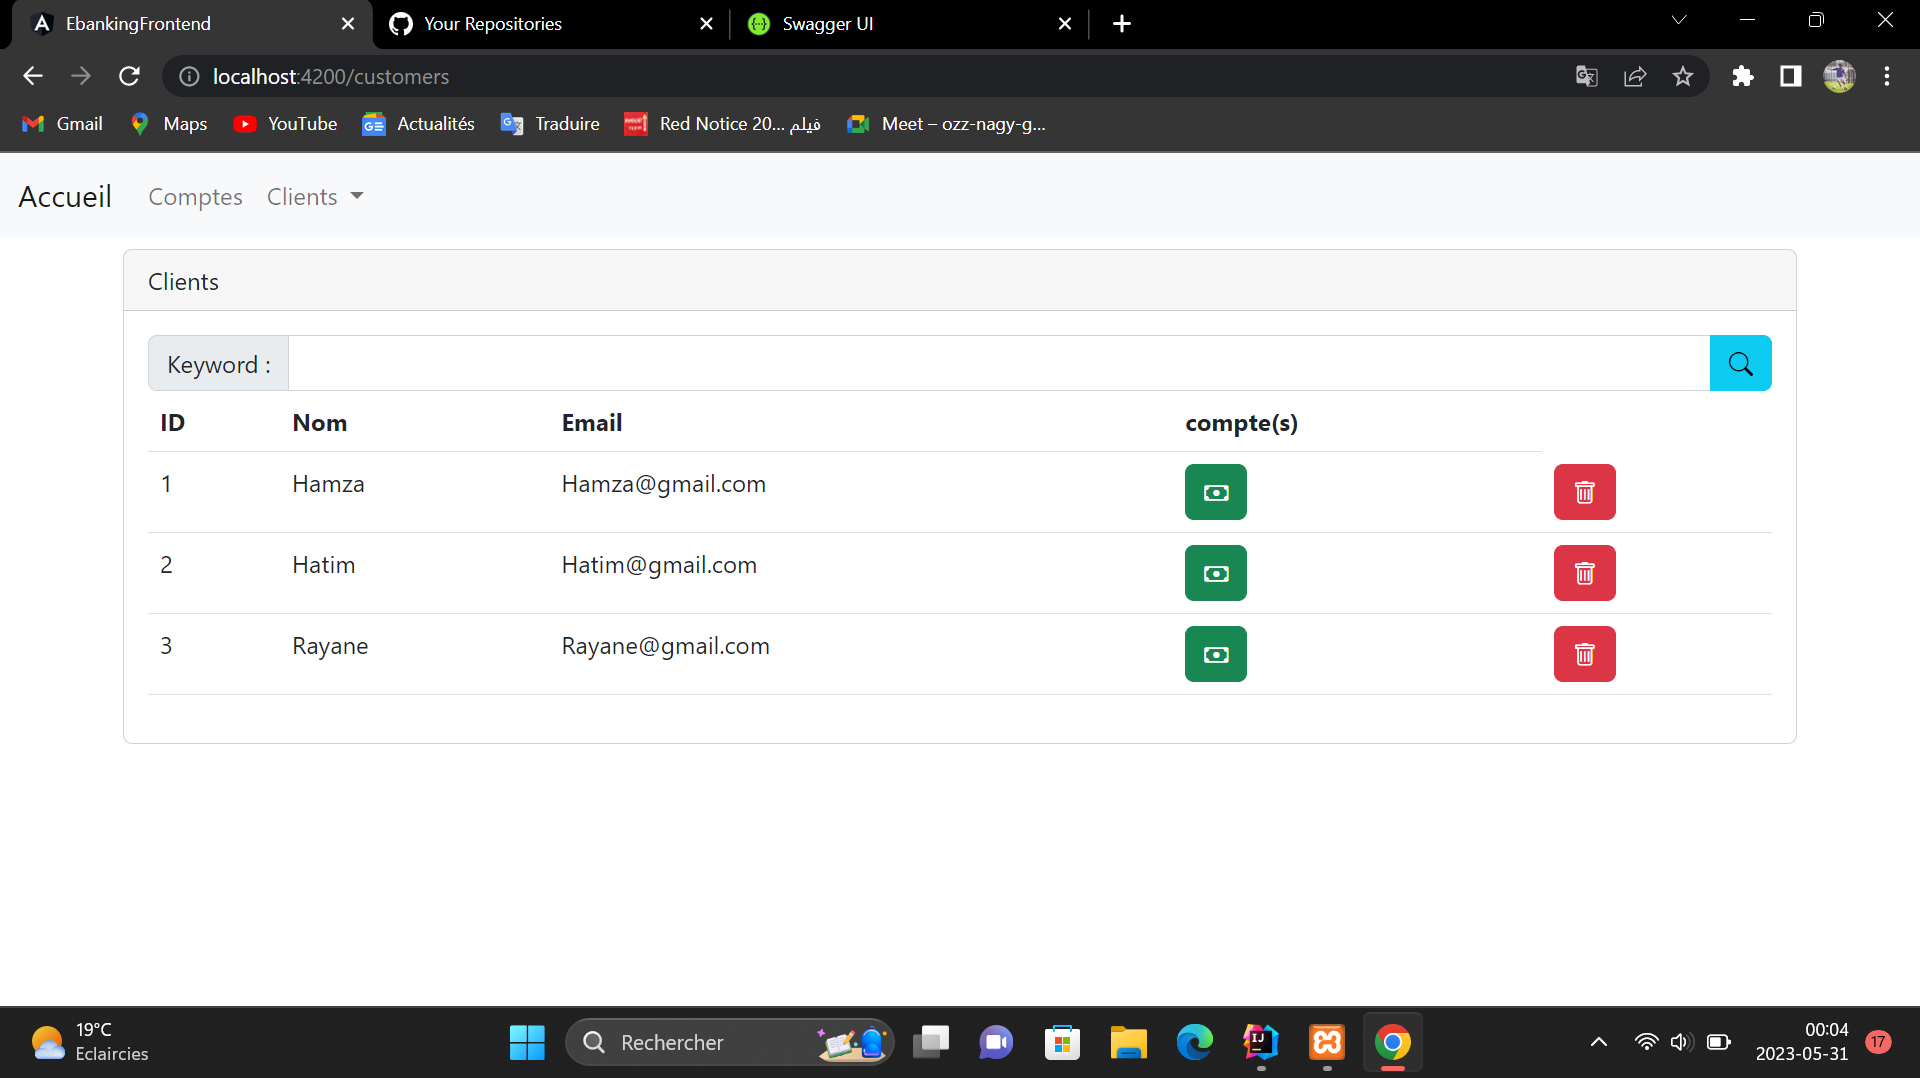 EbankingFrontend
Your Repositories
Swagger UI
localhost:4200/customers
Gmail
Maps
YouTube
Actualités
Traduire
Red Notice 20... فيلم
Meet – ozz-nagy-g...
Accueil
Comptes
Clients
Clients
Keyword :
ID Nom Email compte(s)
1 Hamza Hamza@gmail.com
2 Hatim Hatim@gmail.com
3 Rayane Rayane@gmail.com
19°C
Eclaircies
Rechercher
00:04
2023-05-31
17